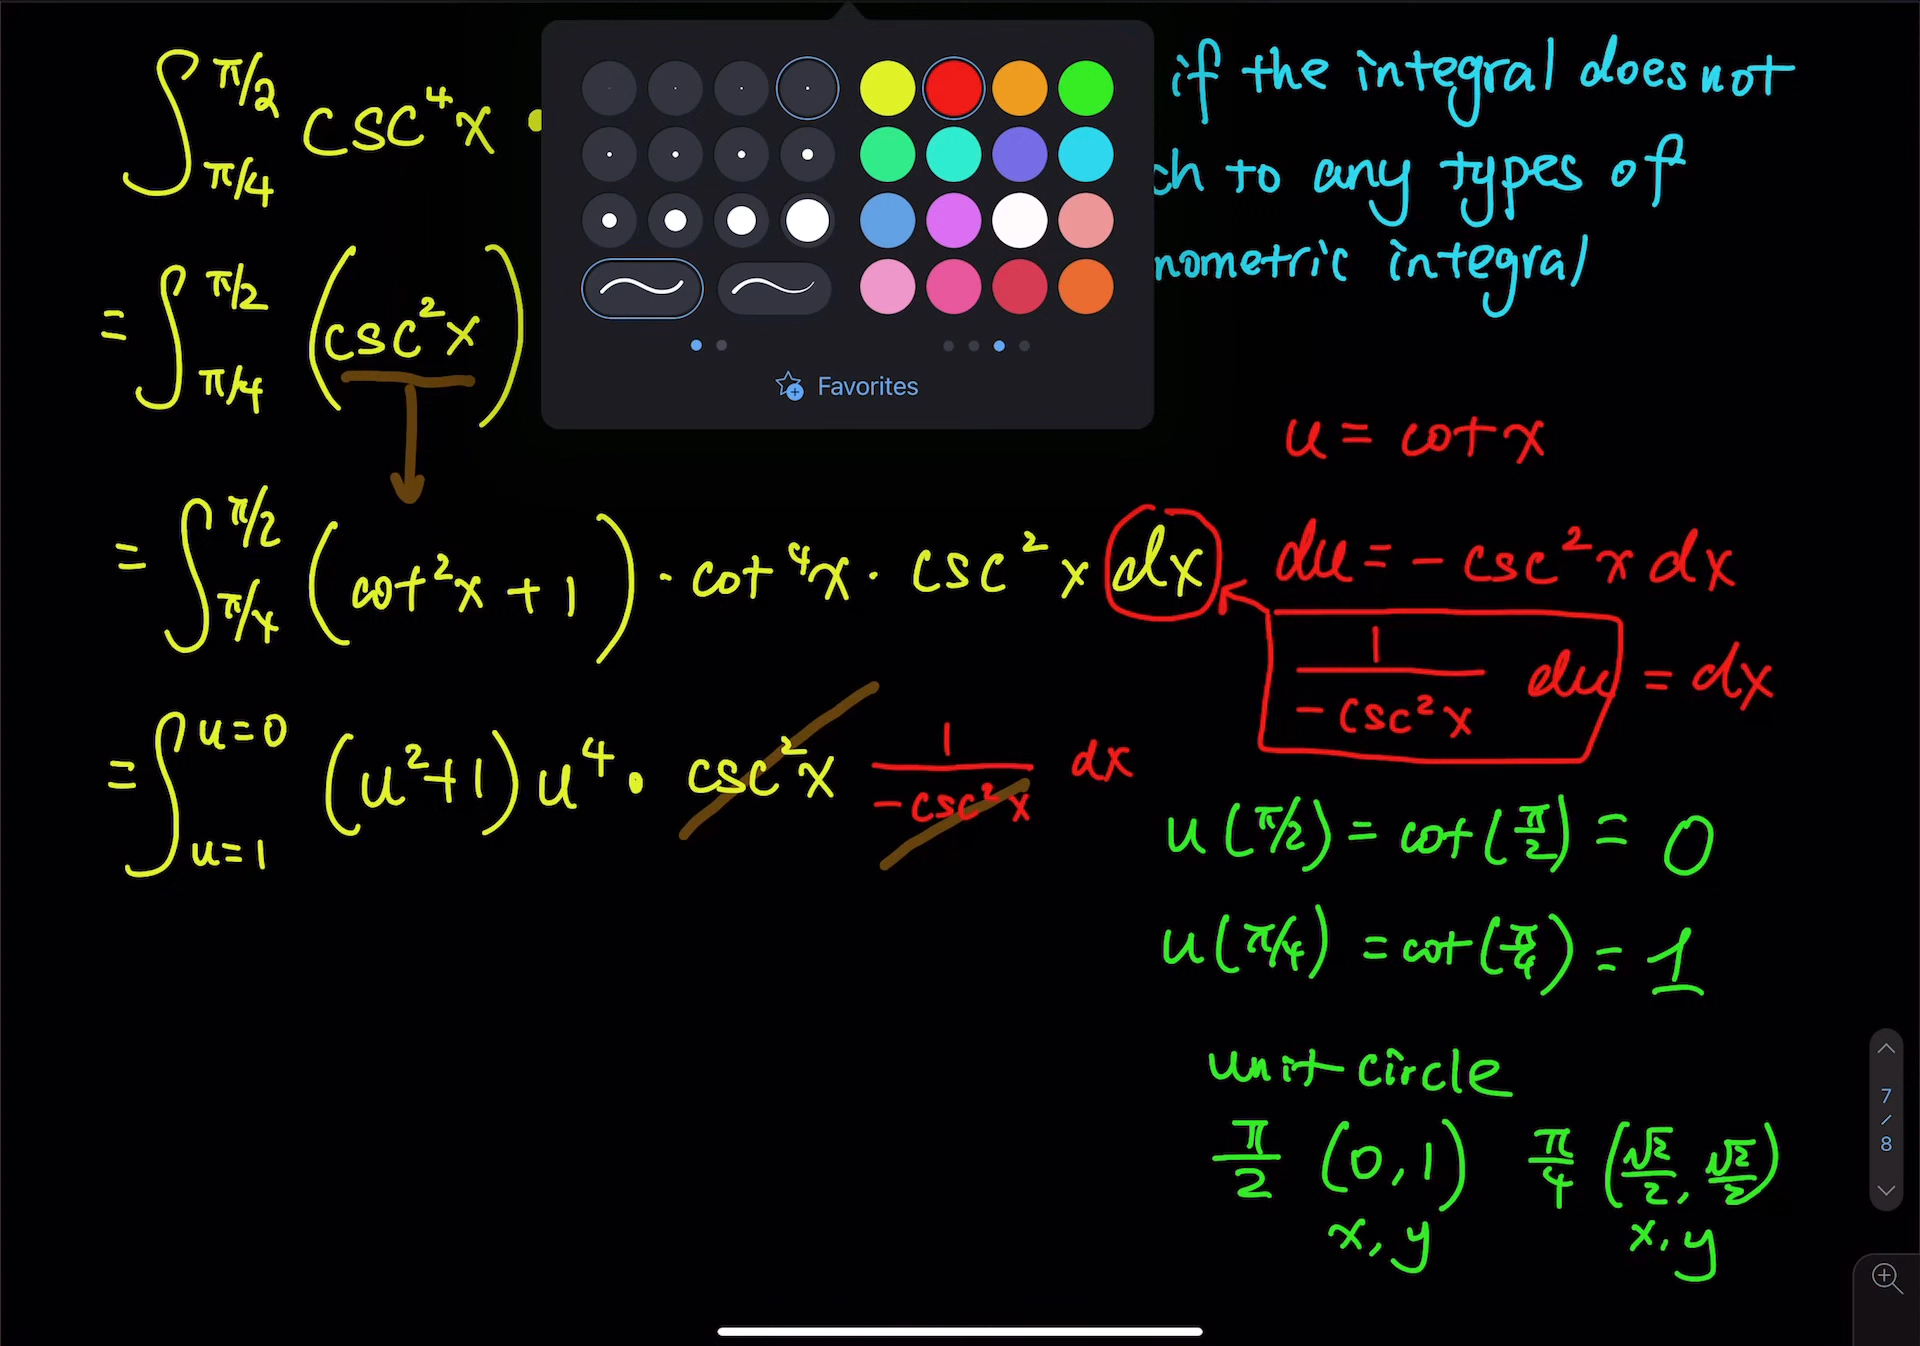 ∫_{π/4}^{π/2} csc⁴x ·
if the integral does not
ch to any types of
nometric integral
= ∫_{π/4}^{π/2} (csc²x)
Favorites
u = cot x
= ∫_{π/4}^{π/2} (cot²x + 1) · cot⁴x · csc²x dx
du = - csc²x dx
1/(-csc²x) du = dx
= ∫_{u=1}^{u=0} (u²+1) u⁴ · csc²x 1/(-csc²x) dx
u(π/2) = cot(π/2) = 0
u(π/4) = cot(π/4) = 1
unit circle
π/2 (0,1) π/4 (√2/2, √2/2)
x, y x, y
7
/
8